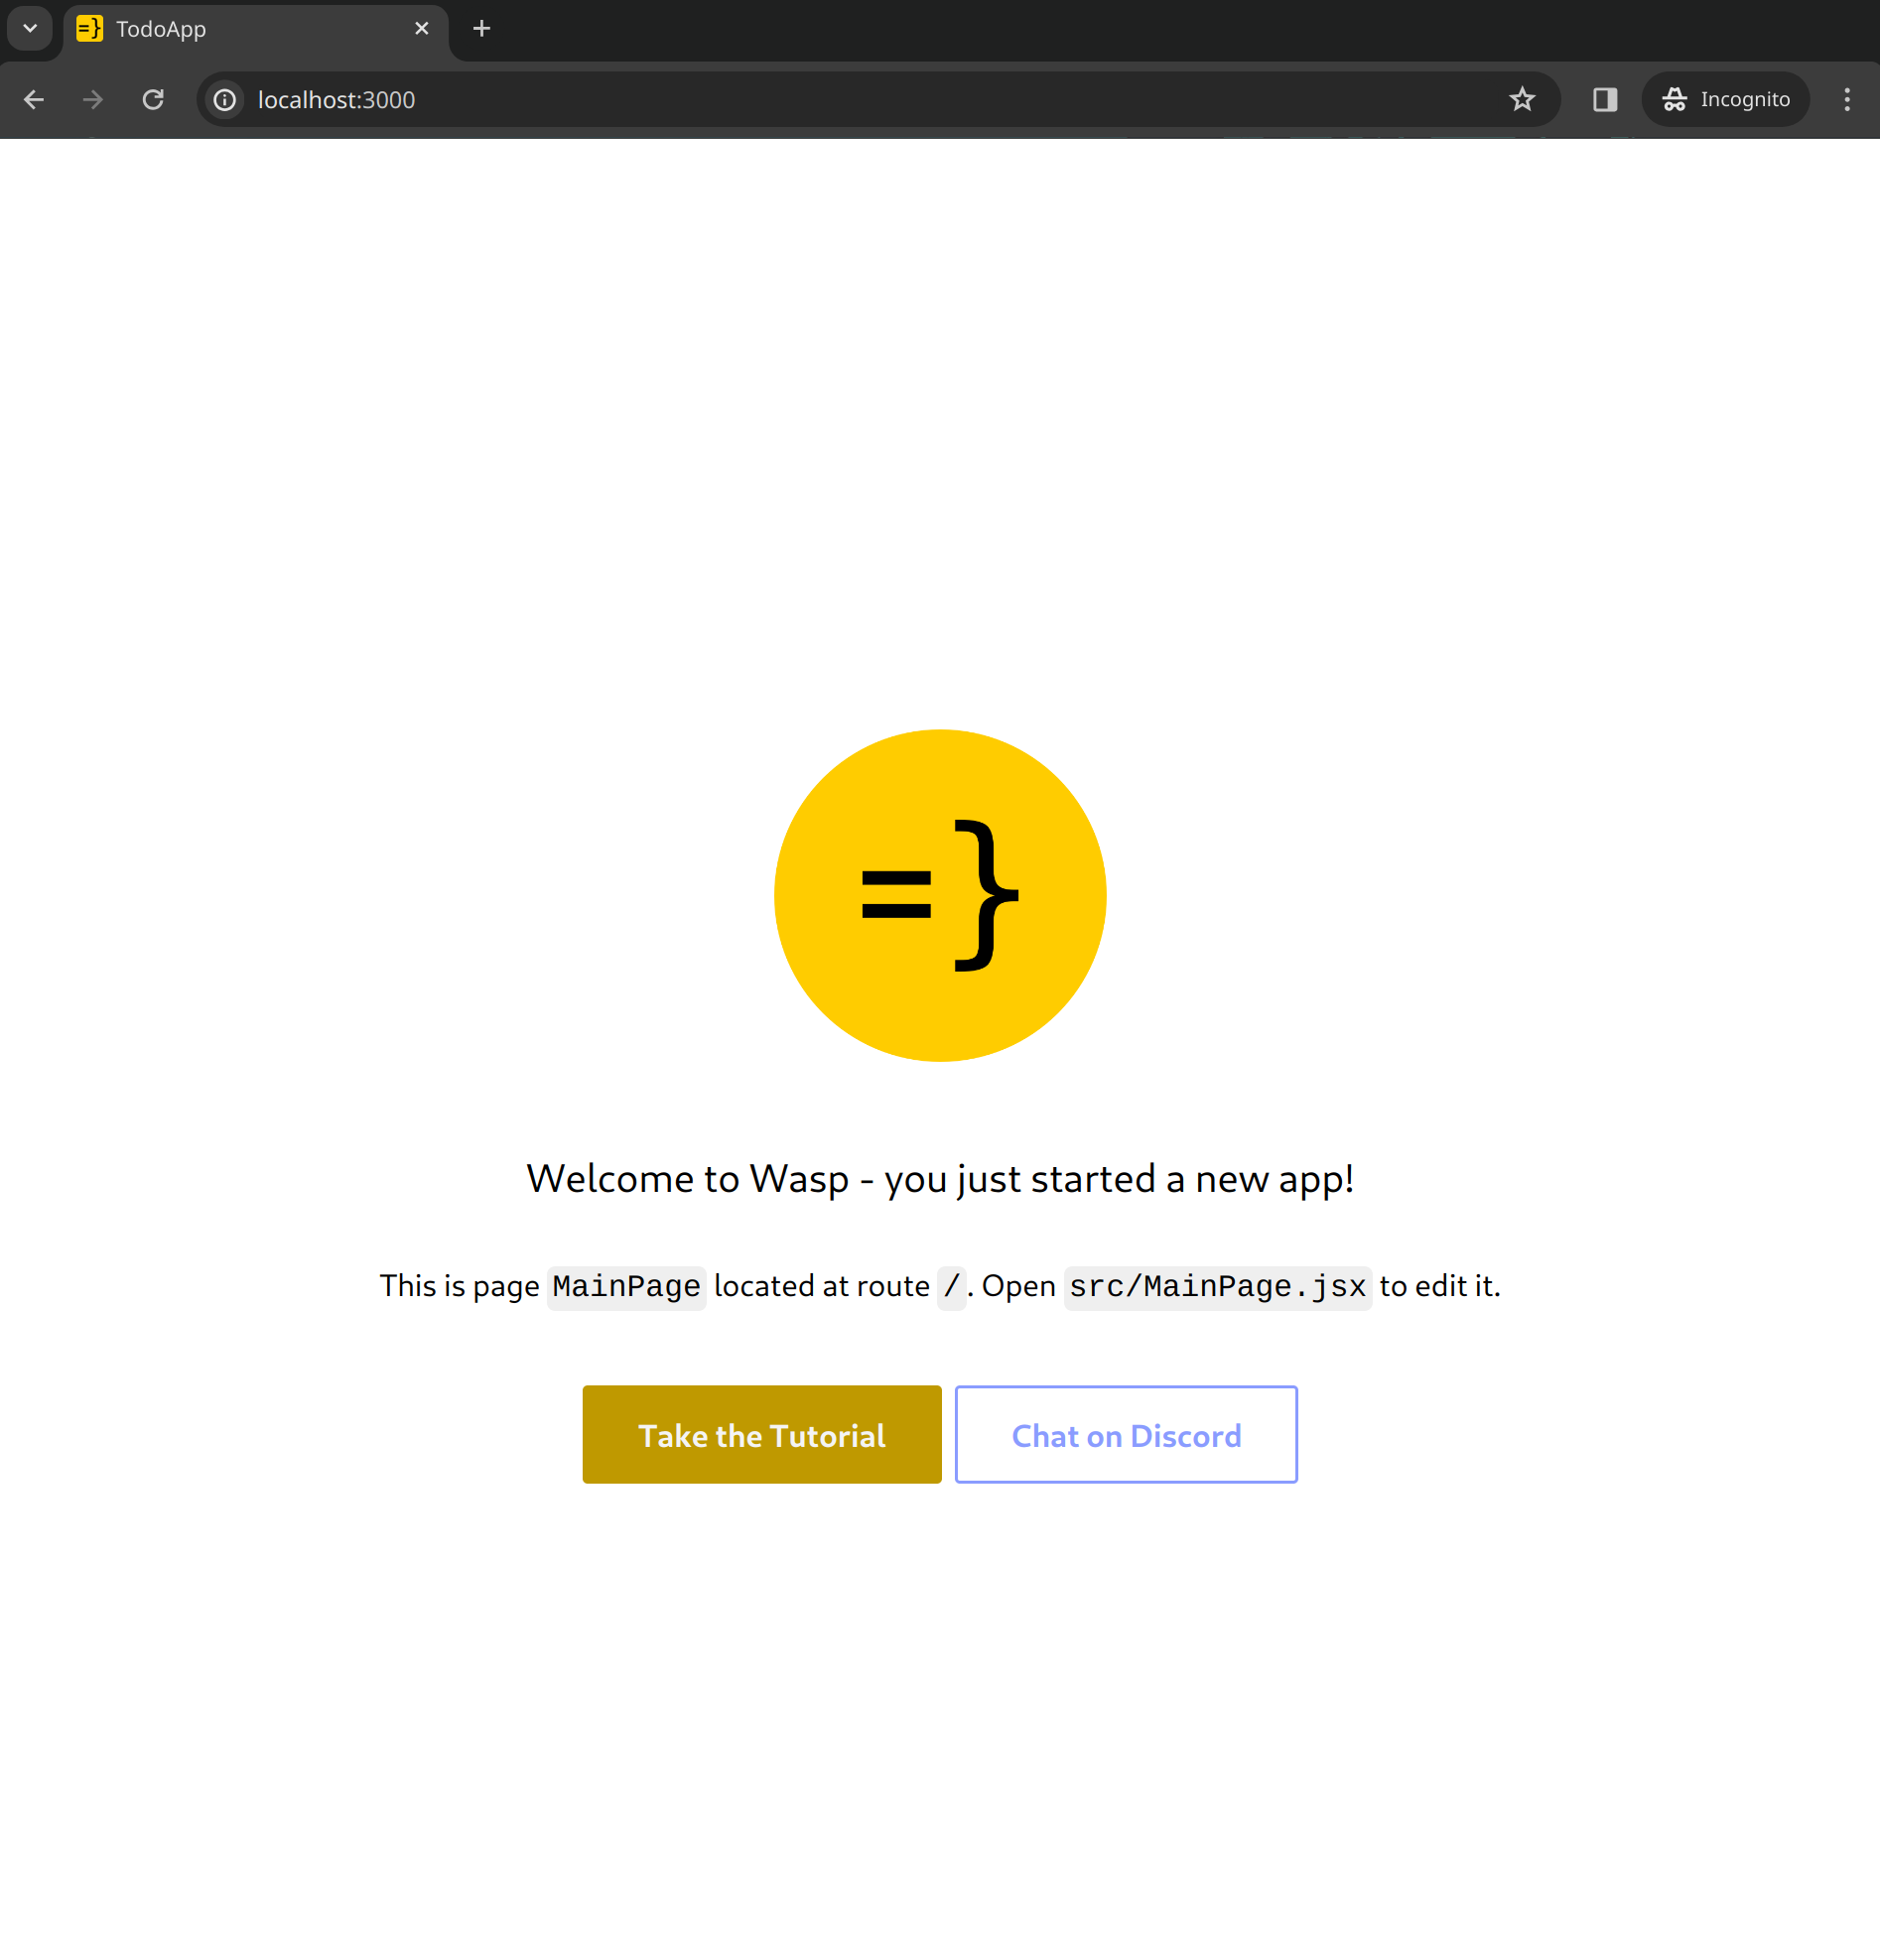 =} TodoApp
localhost:3000
Incognito
=}
Welcome to Wasp - you just started a new app!
This is page MainPage located at route /. Open src/MainPage.jsx to edit it.
Take the Tutorial
Chat on Discord